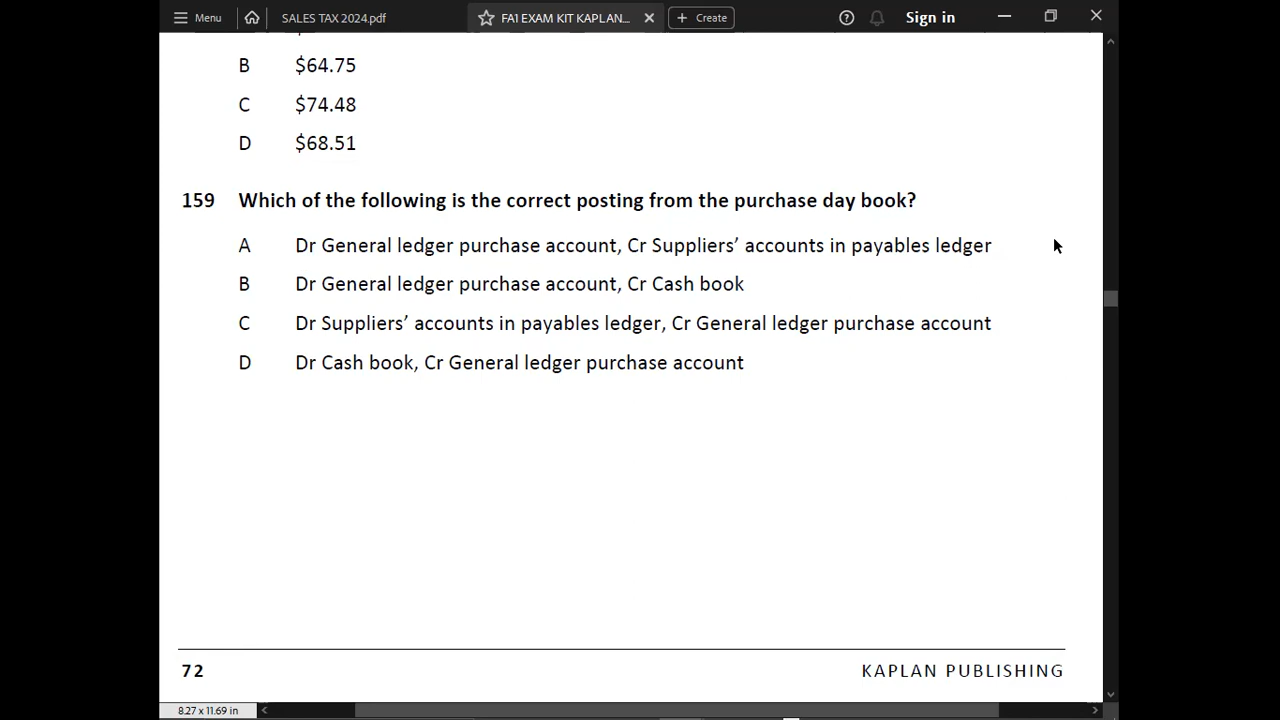 Menu
SALES TAX 2024.pdf
FA1 EXAM KIT KAPLAN...
Create
Sign in
B $64.75
C $74.48
D $68.51
159 Which of the following is the correct posting from the purchase day book?
A Dr General ledger purchase account, Cr Suppliers’ accounts in payables ledger
B Dr General ledger purchase account, Cr Cash book
C Dr Suppliers’ accounts in payables ledger, Cr General ledger purchase account
D Dr Cash book, Cr General ledger purchase account
72 KAPLAN PUBLISHING
8.27 x 11.69 in